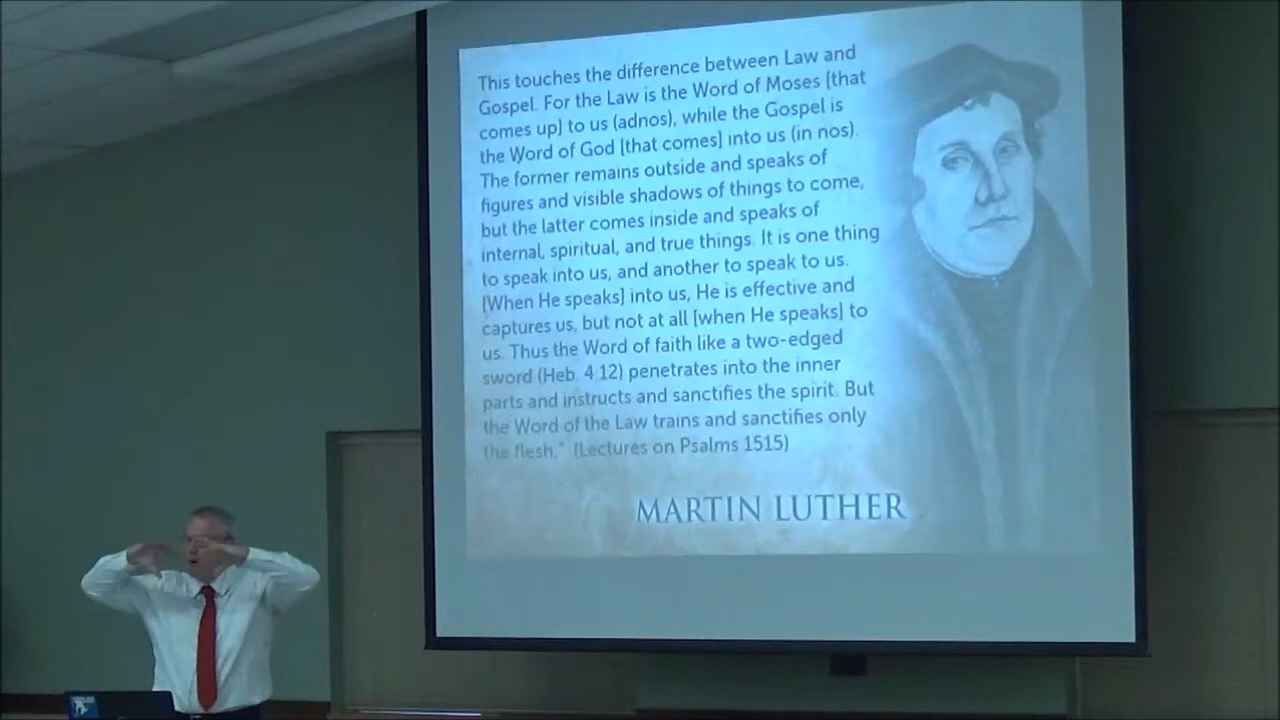 This touches the difference between Law and
Gospel. For the Law is the Word of Moses [that
comes up] to us (adnos), while the Gospel is
the Word of God [that comes] into us (in nos).
The former remains outside and speaks of
figures and visible shadows of things to come,
but the latter comes inside and speaks of
internal, spiritual, and true things. It is one thing
to speak into us, and another to speak to us.
[When He speaks] into us, He is effective and
captures us, but not at all [when He speaks] to
us. Thus the Word of faith like a two-edged
sword (Heb. 4 12) penetrates into the inner
parts and instructs and sanctifies the spirit. But
the Word of the Law trains and sanctifies only
the flesh." (Lectures on Psalms 1515)
MARTIN LUTHER